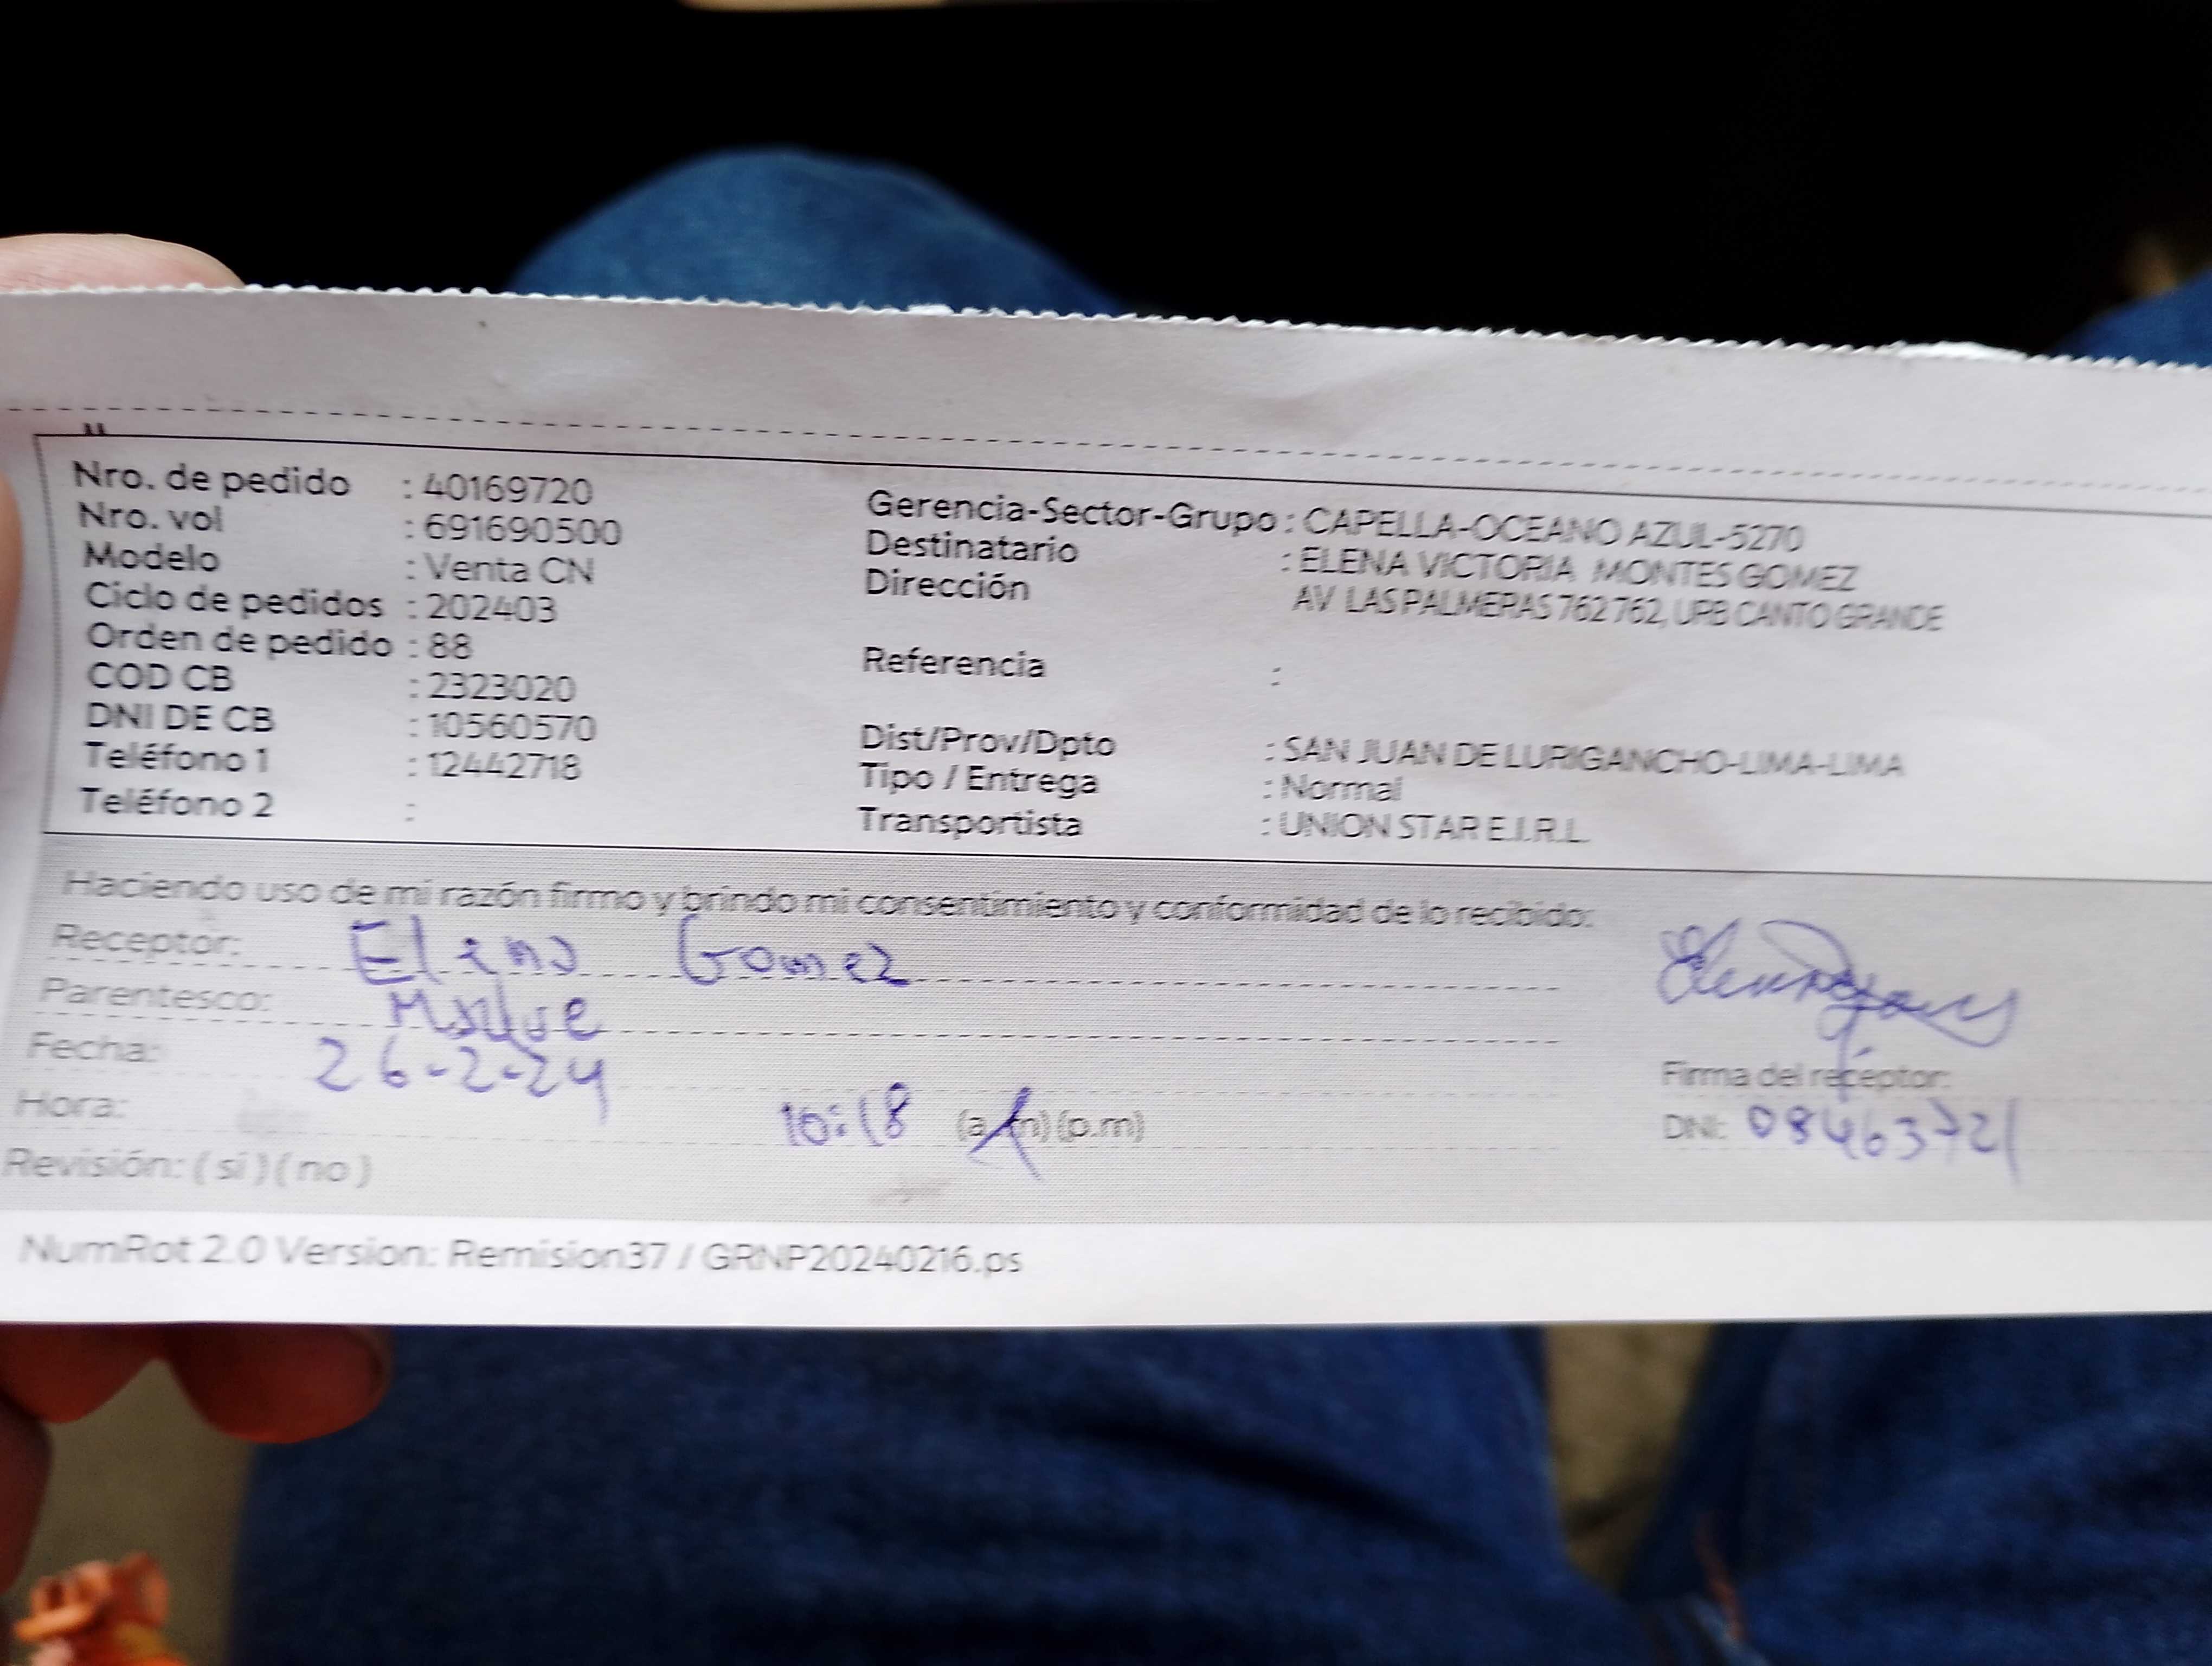 Nro. de pedido : 40169720
Nro. vol : 691690500
Modelo : Venta CN
Ciclo de pedidos : 202403
Orden de pedido : 88
COD CB : 2323020
DNI DE CB : 10560570
Teléfono 1 : 12442718
Teléfono 2 :
Gerencia-Sector-Grupo : CAPELLA-OCEANO AZUL-5270
Destinatario : ELENA VICTORIA MONTES GOMEZ
Dirección AV LAS PALMERAS 762 762, URB CANTO GRANDE
Referencia :
Dist/Prov/Dpto : SAN JUAN DE LURIGANCHO-LIMA-LIMA
Tipo / Entrega : Normal
Transportista : UNION STAR E.I.R.L.
Haciendo uso de mi razón firmo y brindo mi consentimiento y conformidad de lo recibido:
Receptor: Elena Gomez
Parentesco: Madre
Fecha: 26-2-24
Hora: 10:18 (a.m) (p.m)
Revisión: ( si ) ( no )
Firma del receptor:
DNI: 08463721
NumRot 2.0 Version: Remision37 / GRNP20240216.ps